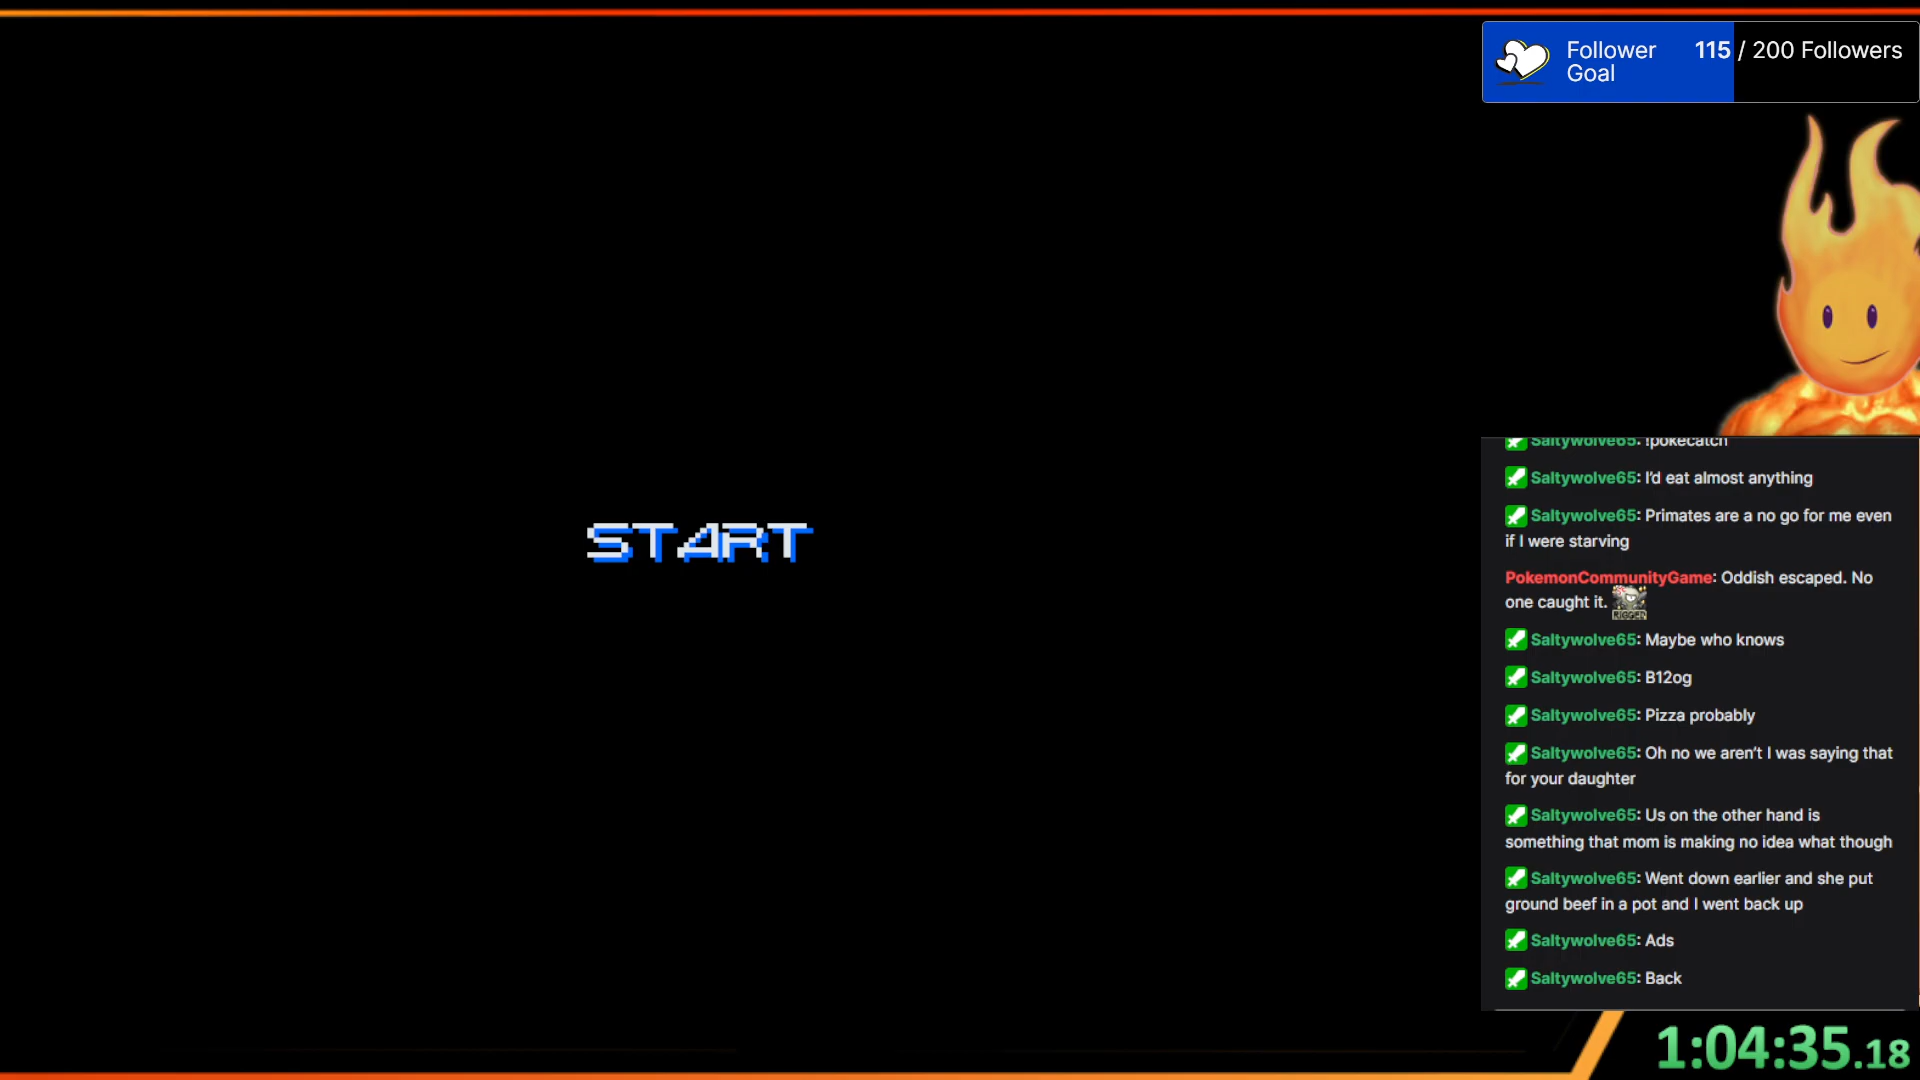 Follower Goal
115 / 200 Followers
START
Saltywolve65: !pokecatch
Saltywolve65: I'd eat almost anything
Saltywolve65: Primates are a no go for me even
if I were starving
PokemonCommunityGame: Oddish escaped. No
one caught it.
Saltywolve65: Maybe who knows
Saltywolve65: B12og
Saltywolve65: Pizza probably
Saltywolve65: Oh no we aren't I was saying that
for your daughter
Saltywolve65: Us on the other hand is
something that mom is making no idea what though
Saltywolve65: Went down earlier and she put
ground beef in a pot and I went back up
Saltywolve65: Ads
Saltywolve65: Back
1:04:35.18